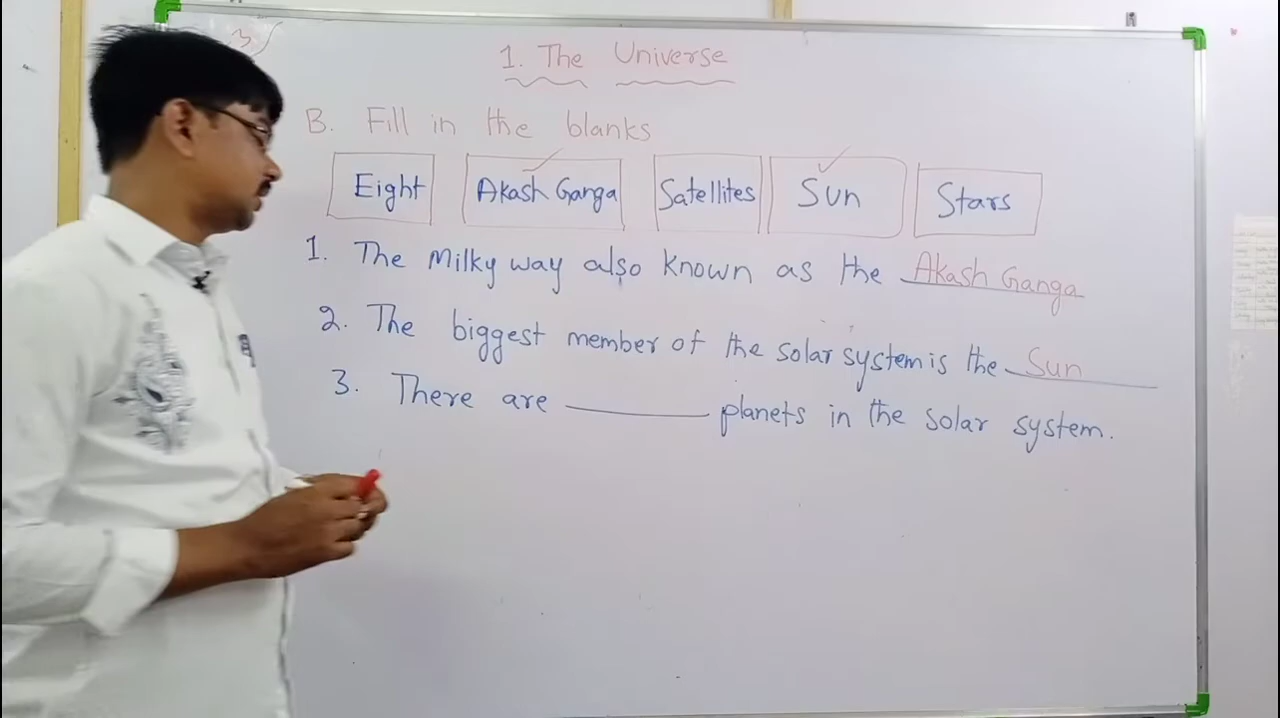 3
1. The Universe
B. Fill in the blanks
Eight Akash Ganga Satellites Sun Stars
1. The Milky way also known as the Akash Ganga
2. The biggest member of the solar system is the Sun
3. There are ______ planets in the solar system.